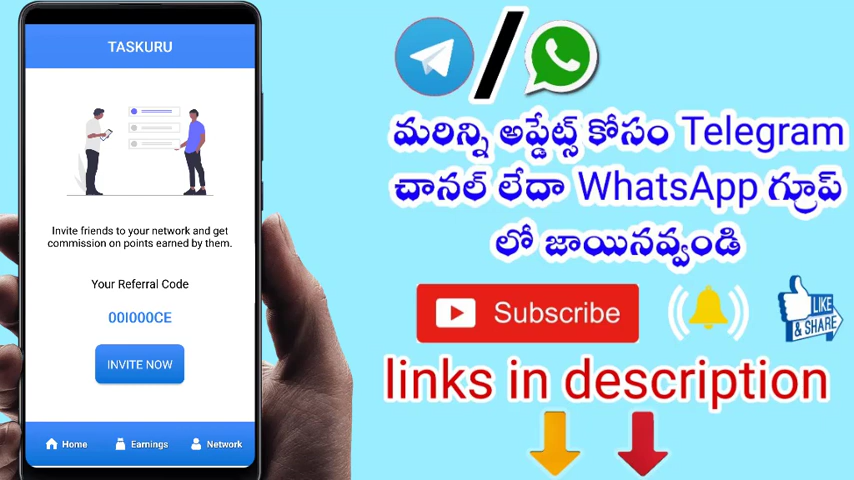 TASKURU
Invite friends to your network and get
commission on points earned by them.
Your Referral Code
00I000CE
INVITE NOW
Home
Earnings
Network
మరిన్ని అప్డేట్స్ కోసం Telegram
చానల్ లేదా WhatsApp గ్రూప్
లో జాయినవ్వండి
Subscribe
LIKE
& SHARE
links in description